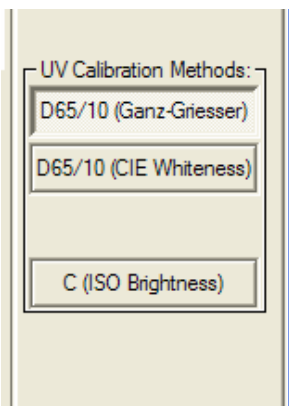 UV Calibration Methods:
D65/10 (Ganz-Griesser)
D65/10 (CIE Whiteness)
C (ISO Brightness)